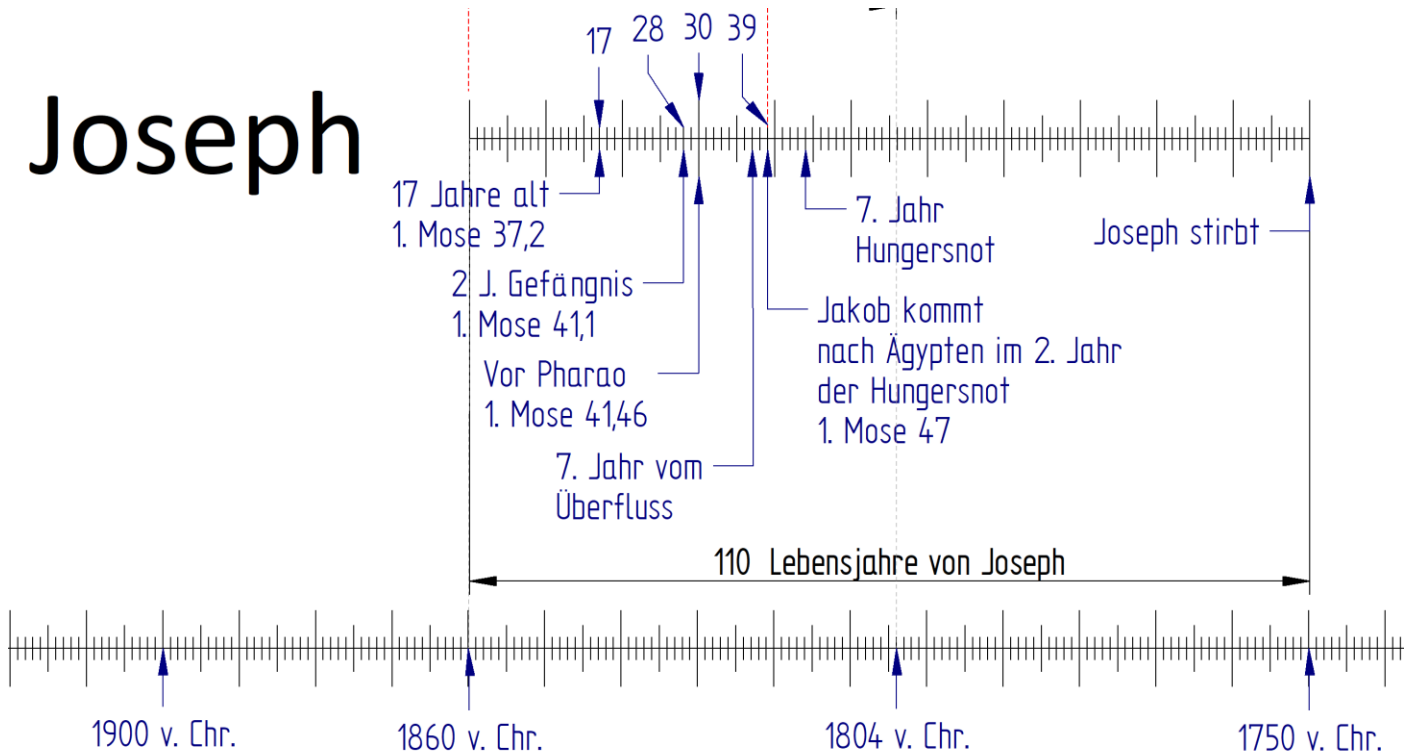 Joseph
17
28
30
39
17 Jahre alt
1. Mose 37,2
2 J. Gefängnis
1. Mose 41,1
Vor Pharao
1. Mose 41,46
7. Jahr vom
Überfluss
7. Jahr
Hungersnot
Jakob kommt
nach Ägypten im 2. Jahr
der Hungersnot
1. Mose 47
Joseph stirbt
110 Lebensjahre von Joseph
1900 v. Chr.
1860 v. Chr.
1804 v. Chr.
1750 v. Chr.